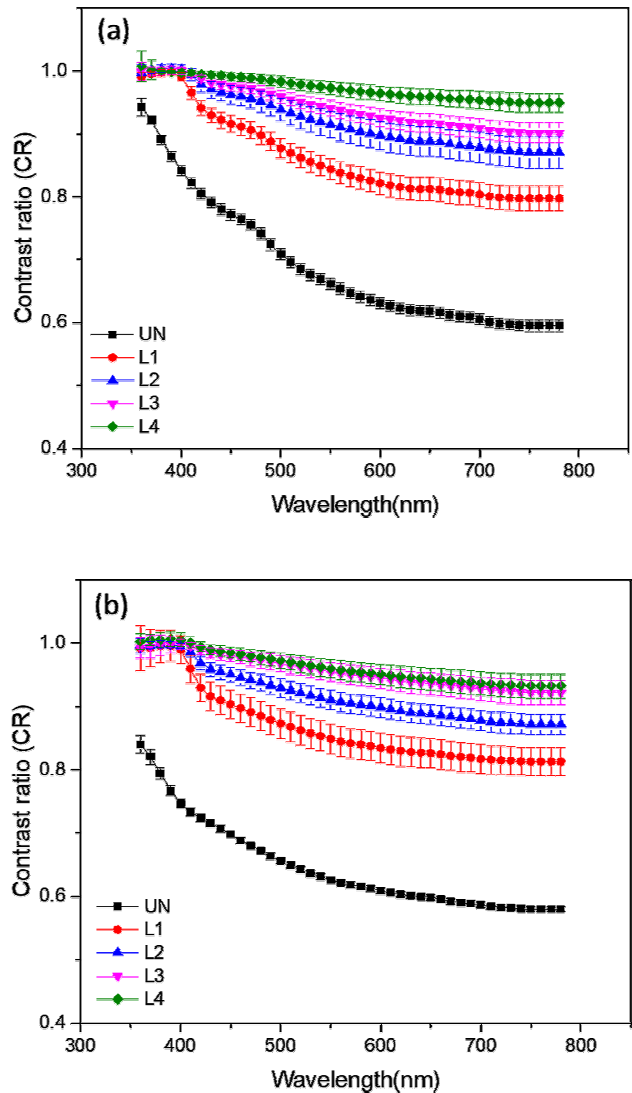 (a)
Contrast ratio (CR)
1.0
0.8
0.6
0.4
UN
L1
L2
L3
L4
300 400 500 600 700 800
Wavelength(nm)
(b)
Contrast ratio (CR)
1.0
0.8
0.6
0.4
UN
L1
L2
L3
L4
300 400 500 600 700 800
Wavelength(nm)